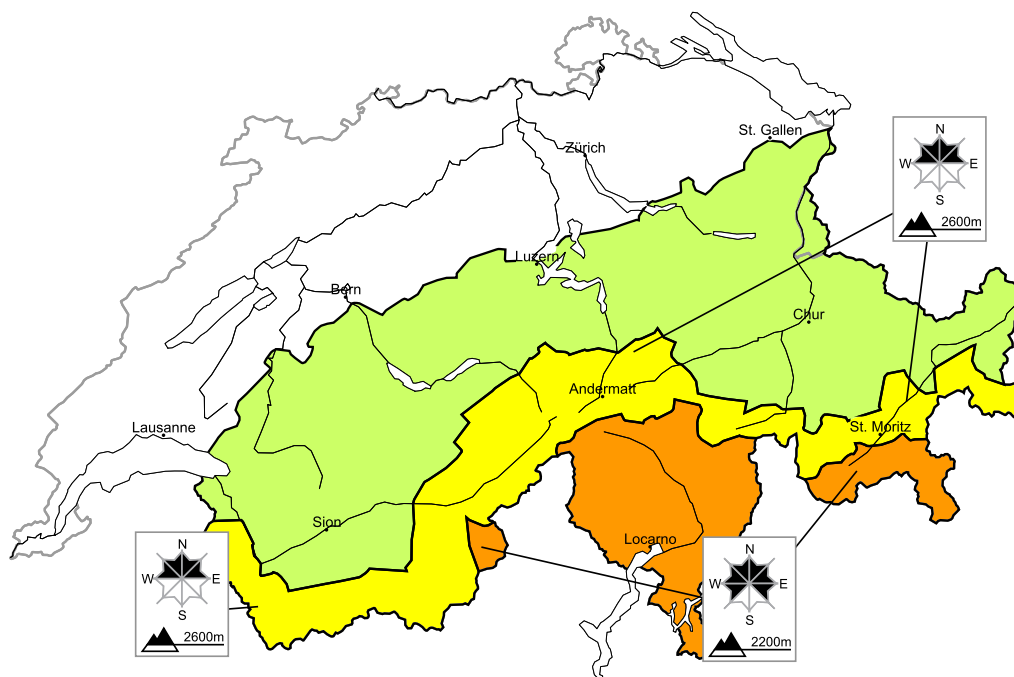 St. Gallen
Zürich
N
W E
S
2600m
Luzern
Bern
Chur
Andermatt
Lausanne
St. Moritz
Sion
Locarno
N
W E
S
2600m
N
W E
S
2200m